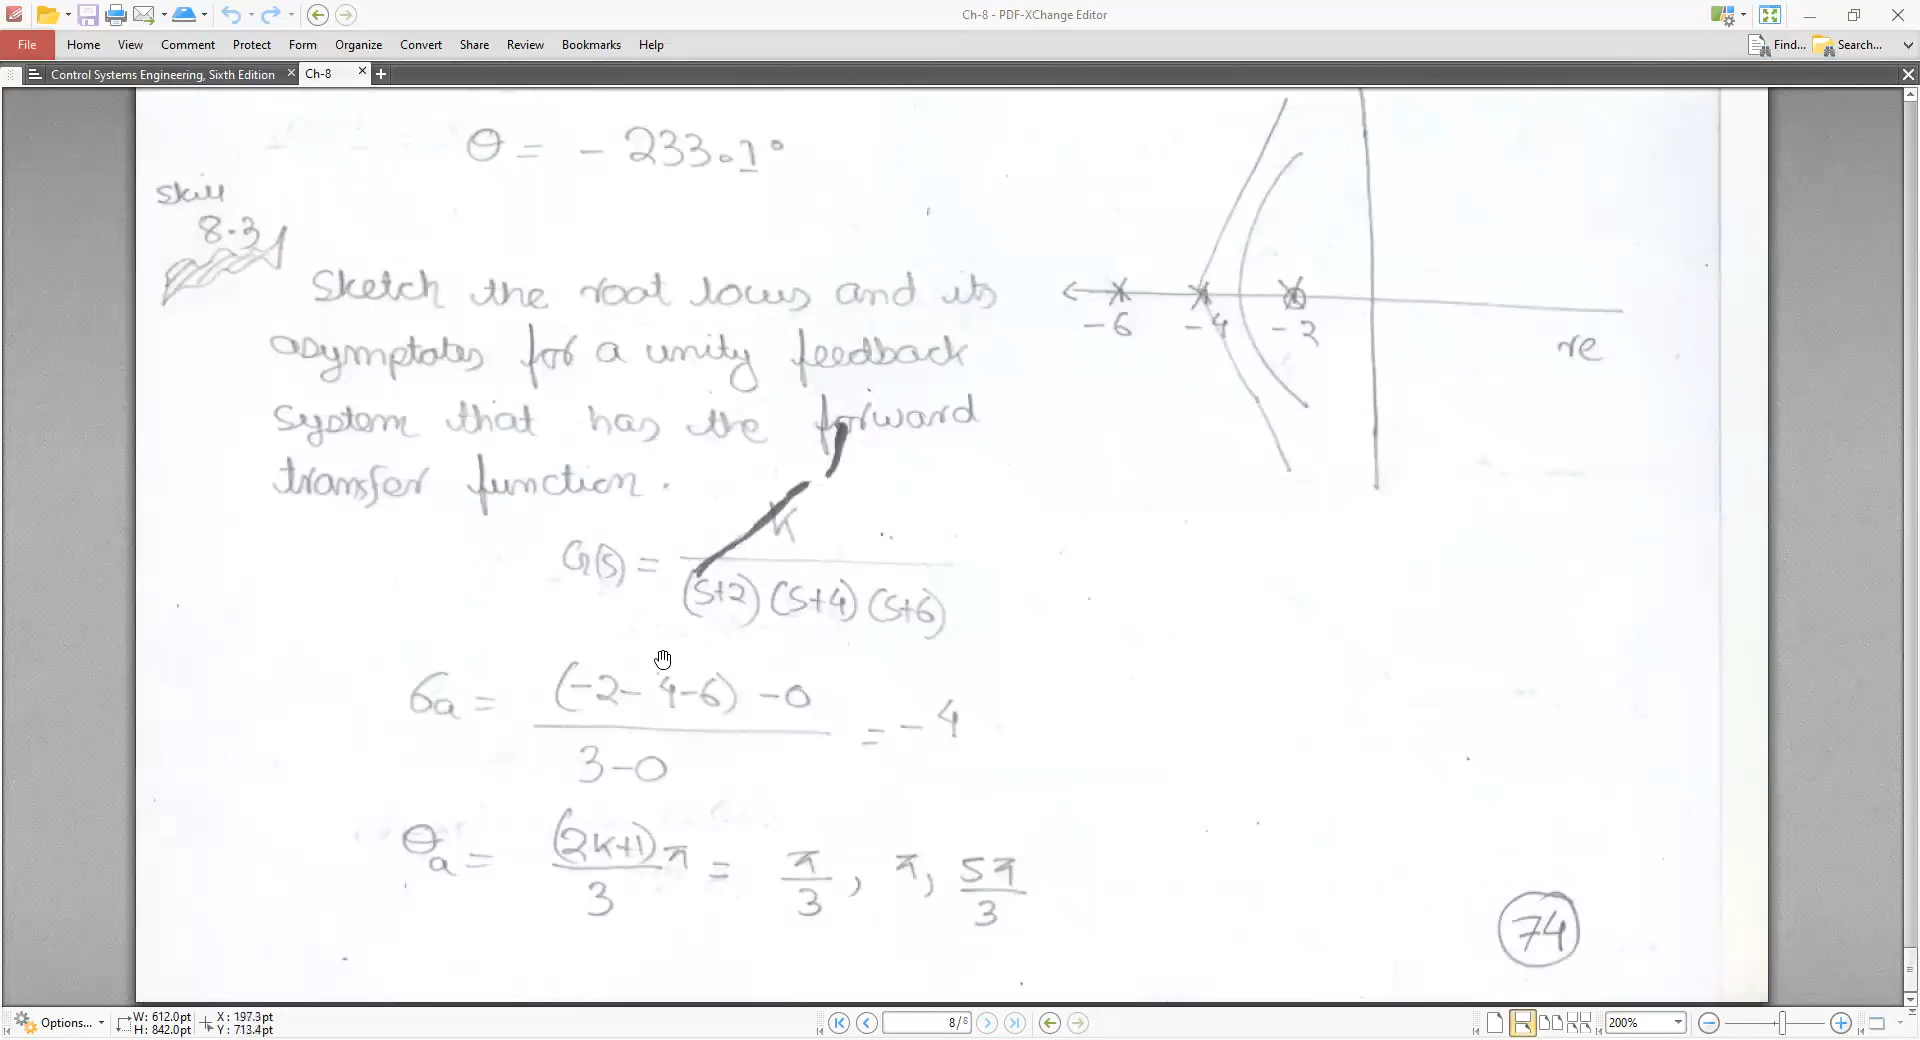 Ch-8 - PDF-XChange Editor
File Home View Comment Protect Form Organize Convert Share Review Bookmarks Help
Find... Search...
Control Systems Engineering, Sixth Edition Ch-8
θ = - 233.1°
Skill
8.3
Sketch the root locus and its
asymptotes for a unity feedback
system that has the forward
transfer function.
G(s) = K
(s+2) (s+4) (s+6)
σa = (-2-4-6) -0
3-0
= -4
θa = (2k+1)π
3
= π
3
, π, 5π
3
-6 -4 -2
re
74
Options...
W: 612.0pt
H: 842.0pt
X: 197.3pt
Y: 713.4pt
8/8
200%